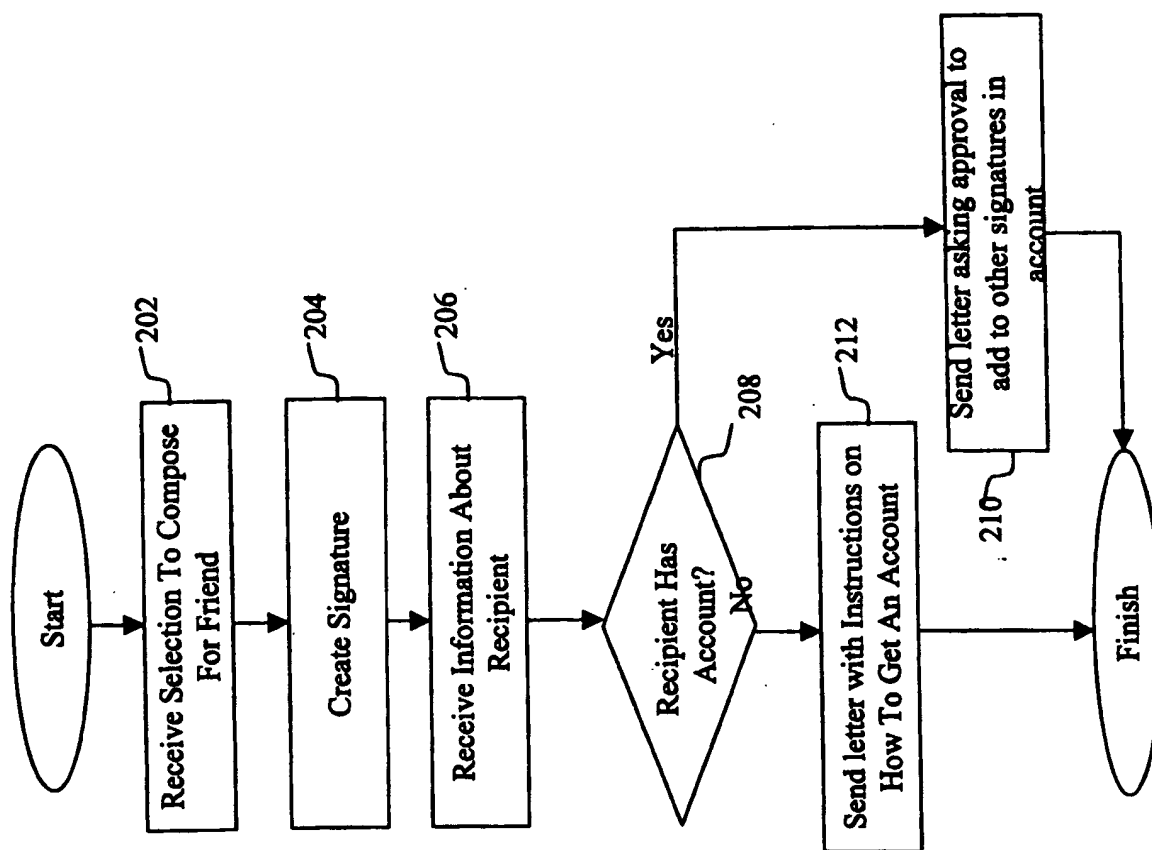 Start
202
Receive Selection To Compose
For Friend
204
Create Signature
206
Receive Information About
Recipient
208
Recipient Has
Account?
Yes
No
212
Send letter with Instructions on
How To Get An Account
210
Send letter asking approval to
add to other signatures in
account
Finish